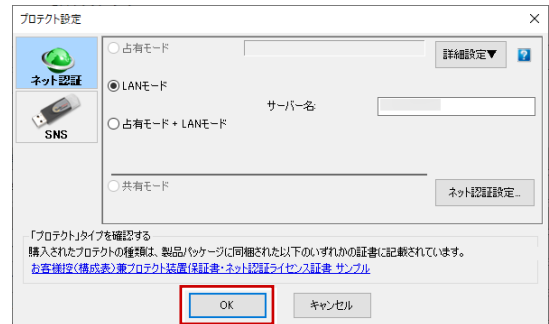 プロテクト設定
占有モード
詳細設定▼
?
ネット認証
LANモード
サーバー名:
占有モード + LANモード
SNS
共有モード
ネット認証設定...
「プロテクト」タイプを確認する
購入されたプロテクトの種類は、製品パッケージに同梱された以下のいずれかの証書に記載されています。
お客様控(構成表)兼プロテクト装置保証書・ネット認証ライセンス証書 サンプル
OK
キャンセル